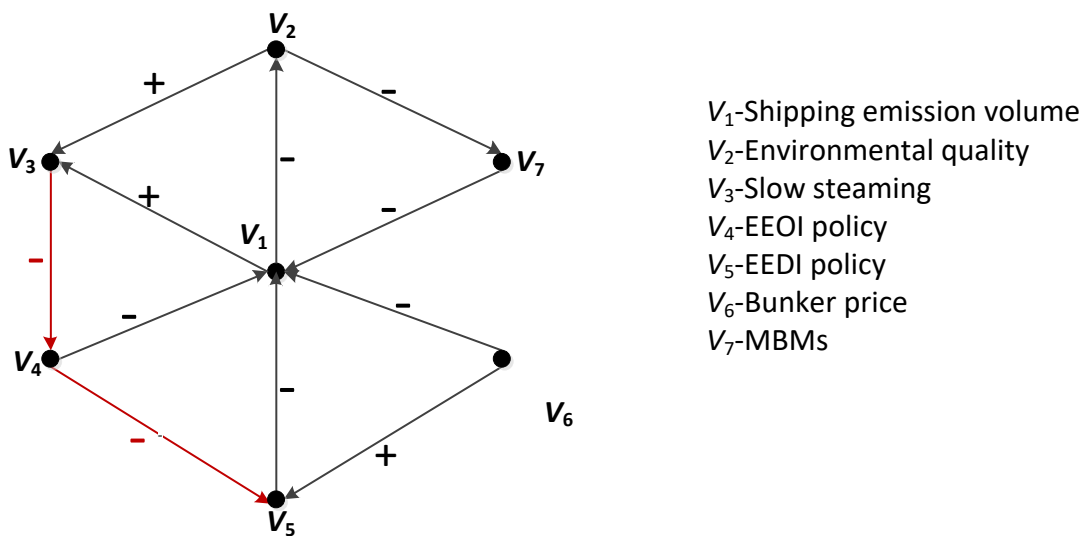 V2
+
-
V3
V7
-
+
-
V1
-
-
-
V4
-
-
V6
+
V5
V1-Shipping emission volume
V2-Environmental quality
V3-Slow steaming
V4-EEOI policy
V5-EEDI policy
V6-Bunker price
V7-MBMs